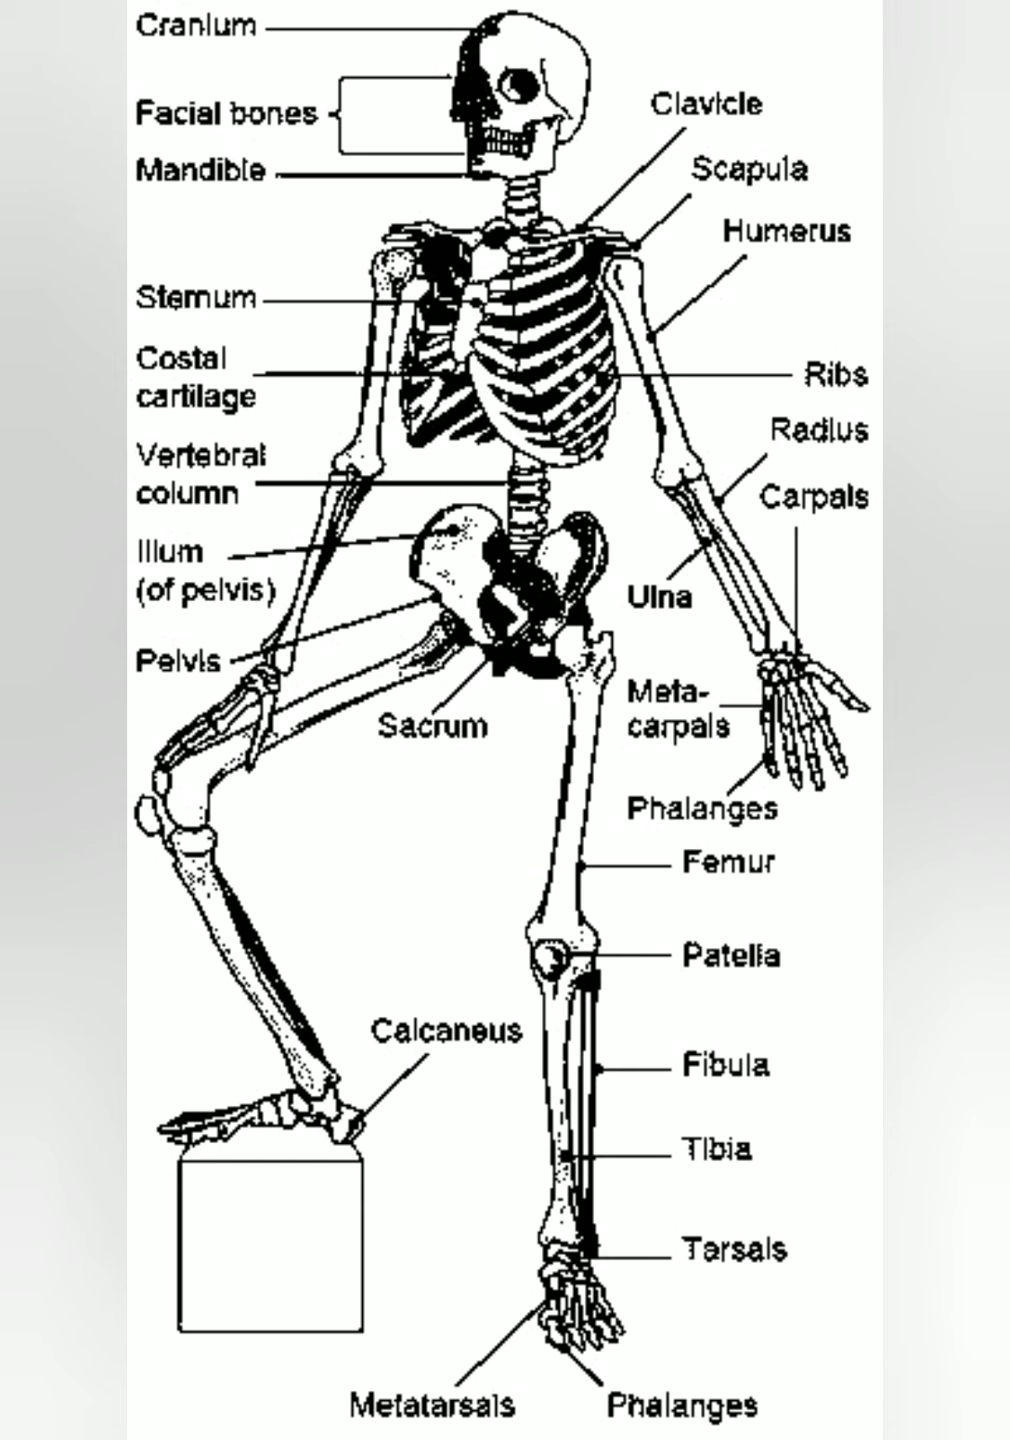 Cranium
Facial bones
Mandible
Clavicle
Scapula
Humerus
Sternum
Costal
cartilage
Ribs
Radius
Vertebral
column
Carpals
Ilium
(of pelvis)
Ulna
Pelvis
Sacrum
Meta-
carpals
Phalanges
Femur
Patella
Calcaneus
Fibula
Tibia
Tarsals
Metatarsals
Phalanges